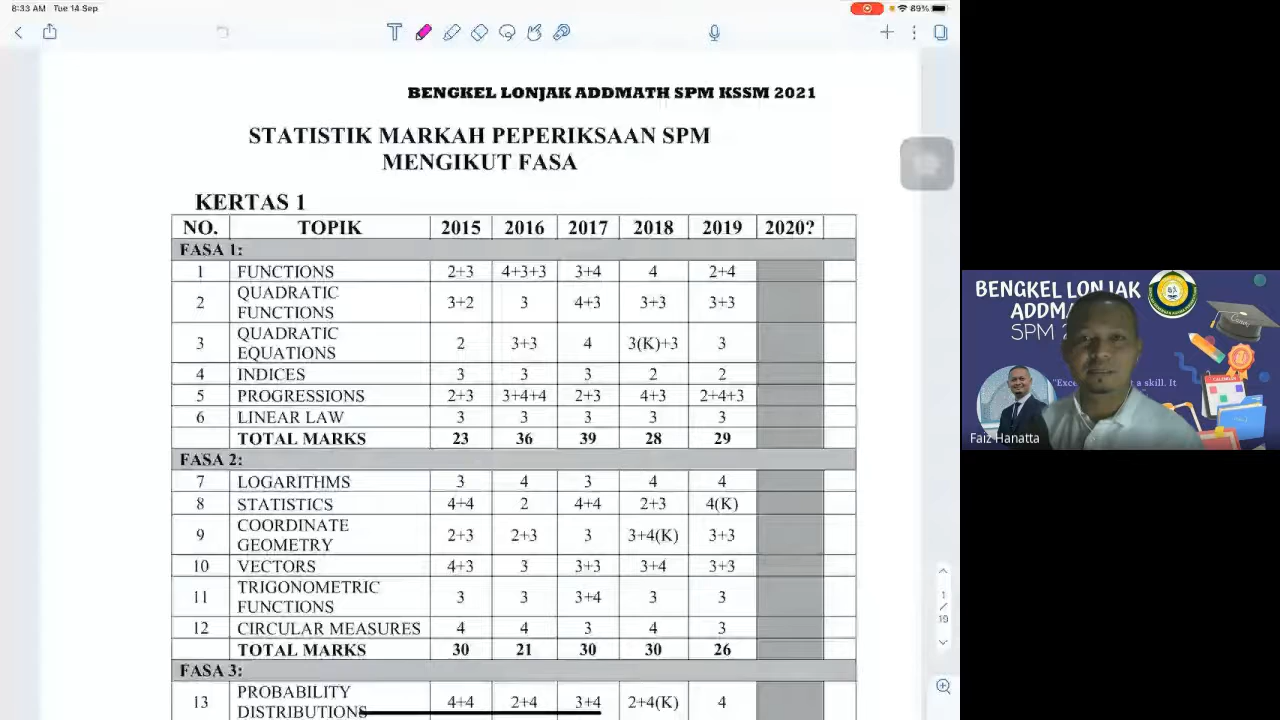 8:33 AM Tue 14 Sep
89%
BENGKEL LONJAK ADDMATH SPM KSSM 2021
STATISTIK MARKAH PEPERIKSAAN SPM
MENGIKUT FASA
KERTAS 1
NO. TOPIK 2015 2016 2017 2018 2019 2020?
FASA 1:
1 FUNCTIONS 2+3 4+3+3 3+4 4 2+4
2 QUADRATIC FUNCTIONS 3+2 3 4+3 3+3 3+3
3 QUADRATIC EQUATIONS 2 3+3 4 3(K)+3 3
4 INDICES 3 3 3 2 2
5 PROGRESSIONS 2+3 3+4+4 2+3 4+3 2+4+3
6 LINEAR LAW 3 3 3 3 3
TOTAL MARKS 23 36 39 28 29
FASA 2:
7 LOGARITHMS 3 4 3 4 4
8 STATISTICS 4+4 2 4+4 2+3 4(K)
9 COORDINATE GEOMETRY 2+3 2+3 3 3+4(K) 3+3
10 VECTORS 4+3 3 3+3 3+4 3+3
11 TRIGONOMETRIC FUNCTIONS 3 3 3+4 3 3
12 CIRCULAR MEASURES 4 4 3 4 3
TOTAL MARKS 30 21 30 30 26
FASA 3:
13 PROBABILITY DISTRIBUTIONS 4+4 2+4 3+4 2+4(K) 4
1
/
19
BENGKEL LONJAK
SPM
Faiz Hanatta